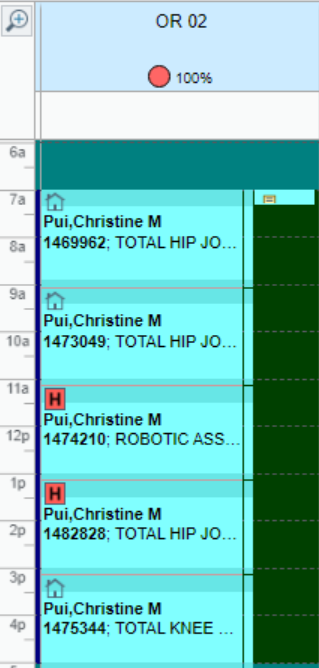 OR 02
100%
6a
7a
Pui,Christine M
1469962; TOTAL HIP JO...
8a
9a
Pui,Christine M
1473049; TOTAL HIP JO...
10a
11a
H
Pui,Christine M
1474210; ROBOTIC ASS...
12p
1p
H
Pui,Christine M
1482828; TOTAL HIP JO...
2p
3p
Pui,Christine M
1475344; TOTAL KNEE ...
4p